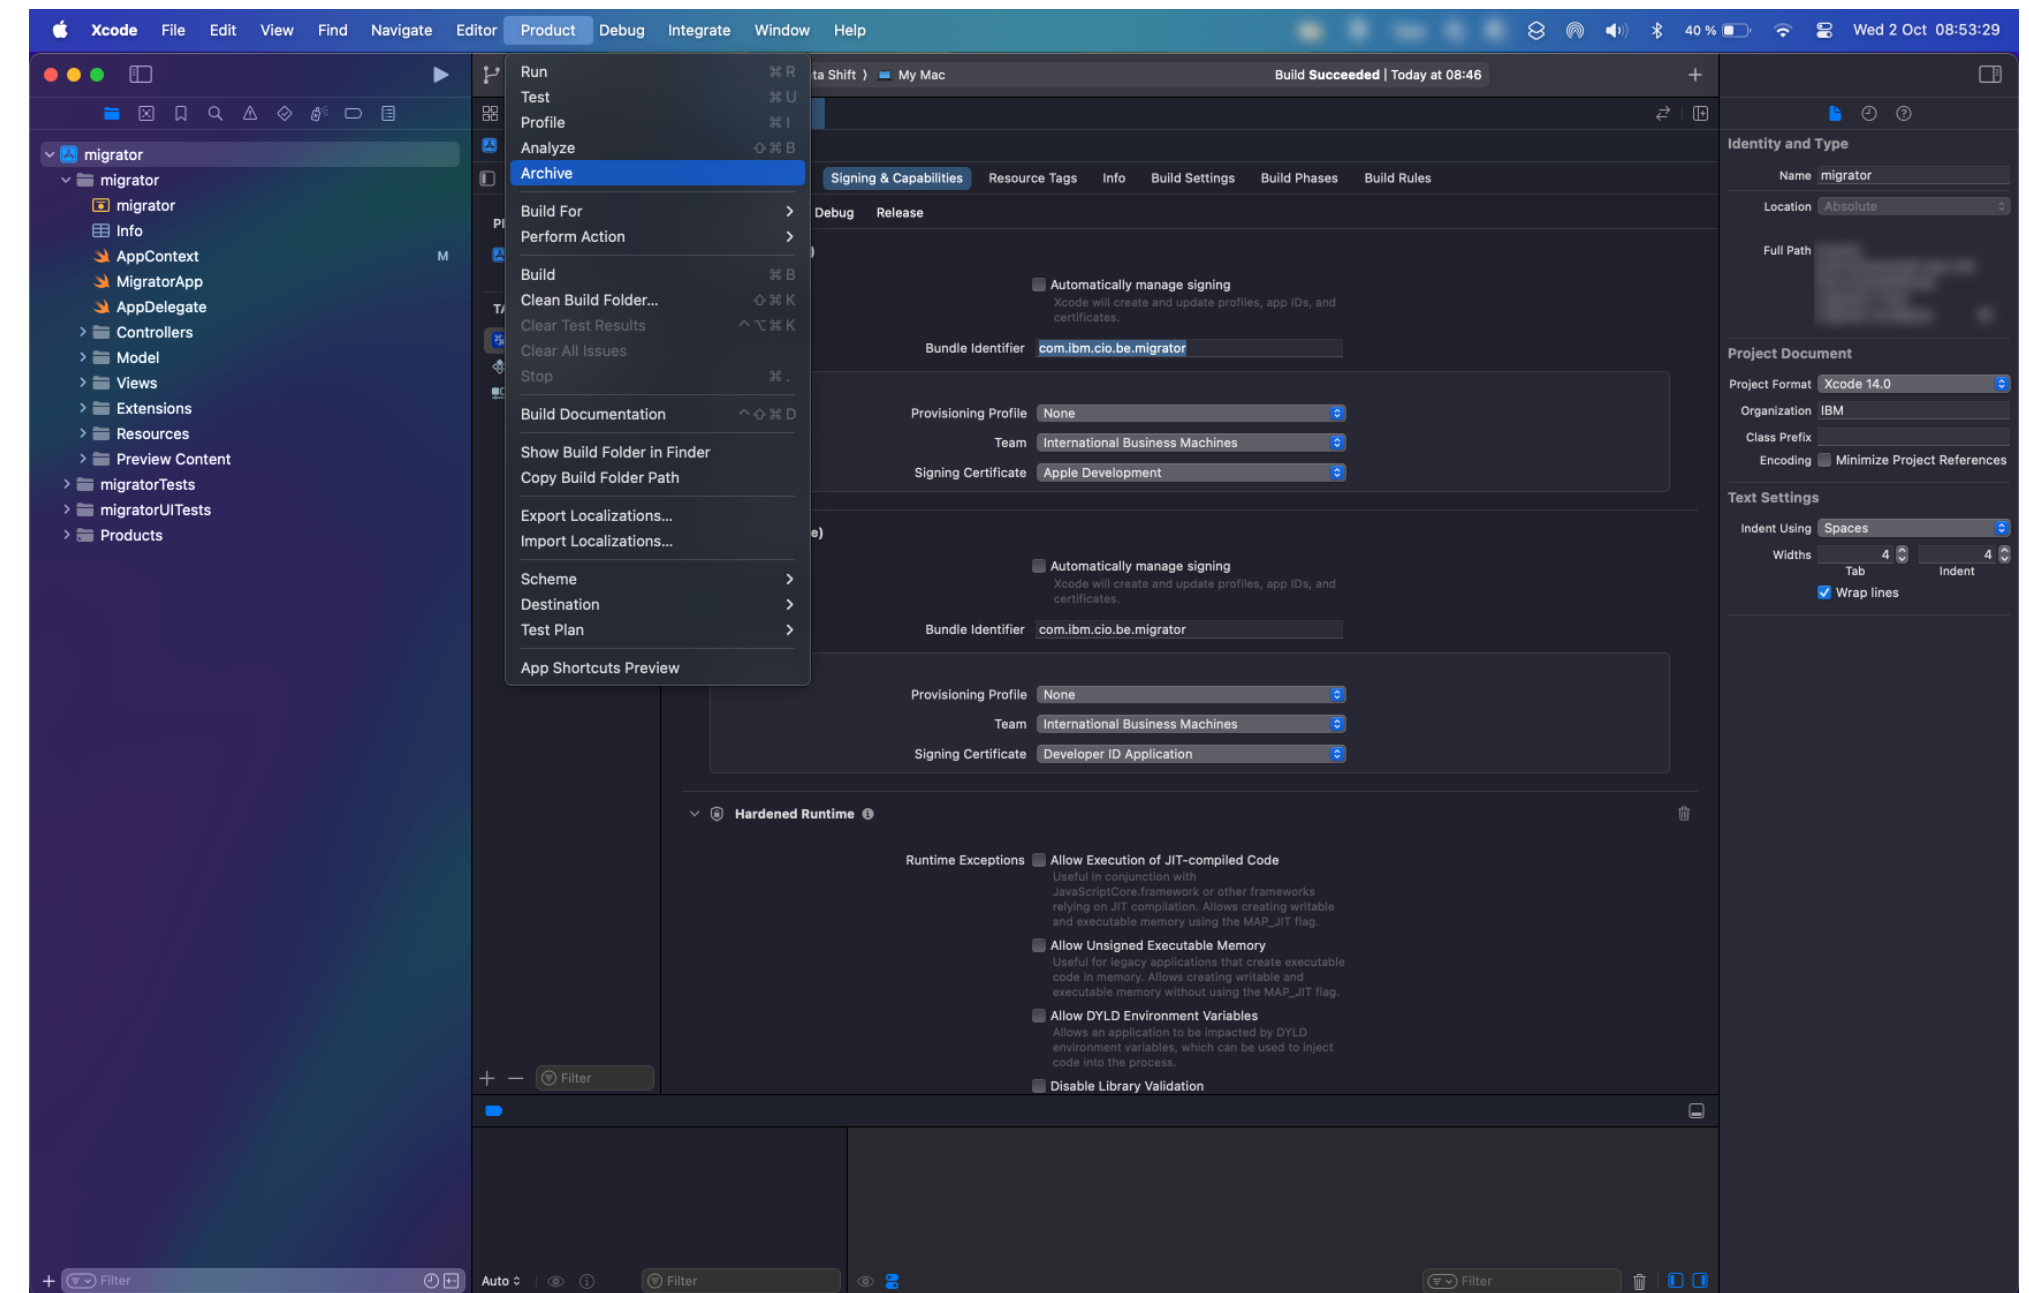 Xcode File Edit View Find Navigate Editor Product Debug Integrate Window Help 40 % Wed 2 Oct 08:53:29
ta Shift My Mac Build Succeeded | Today at 08:46
migrator
migrator
migrator
Info
AppContext M
MigratorApp
AppDelegate
Controllers
Model
Views
Extensions
Resources
Preview Content
migratorTests
migratorUITests
Products
Filter
Run ⌘ R
Test ⌘ U
Profile ⌘ I
Analyze ⇧ ⌘ B
Archive
Build For
Perform Action
Build ⌘ B
Clean Build Folder... ⇧ ⌘ K
Clear Test Results ^ ⌥ ⌘ K
Clear All Issues
Stop ⌘ .
Build Documentation ^ ⇧ ⌘ D
Show Build Folder in Finder
Copy Build Folder Path
Export Localizations...
Import Localizations...
Scheme
Destination
Test Plan
App Shortcuts Preview
Filter
Signing & Capabilities Resource Tags Info Build Settings Build Phases Build Rules
Debug Release
)
Automatically manage signing
Xcode will create and update profiles, app IDs, and
certificates.
Bundle Identifier com.ibm.cio.be.migrator
Provisioning Profile None
Team International Business Machines
Signing Certificate Apple Development
e)
Automatically manage signing
Xcode will create and update profiles, app IDs, and
certificates.
Bundle Identifier com.ibm.cio.be.migrator
Provisioning Profile None
Team International Business Machines
Signing Certificate Developer ID Application
Hardened Runtime
Runtime Exceptions Allow Execution of JIT-compiled Code
Useful in conjunction with
JavaScriptCore.framework or other frameworks
relying on JIT compilation. Allows creating writable
and executable memory using the MAP_JIT flag.
Allow Unsigned Executable Memory
Useful for legacy applications that create executable
code in memory. Allows creating writable and
executable memory without using the MAP_JIT flag.
Allow DYLD Environment Variables
Allows an application to be impacted by DYLD
environment variables, which can be used to inject
code into the process.
Disable Library Validation
Auto Filter Filter
Identity and Type
Name migrator
Location Absolute
Full Path
Project Document
Project Format Xcode 14.0
Organization IBM
Class Prefix
Encoding Minimize Project References
Text Settings
Indent Using Spaces
Widths 4 4
Tab Indent
Wrap lines